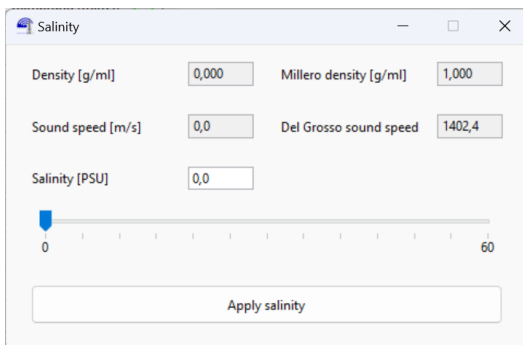 Salinity
Density [g/ml] 0,000 Millero density [g/ml] 1,000
Sound speed [m/s] 0,0 Del Grosso sound speed 1402,4
Salinity [PSU] 0,0
0 60
Apply salinity